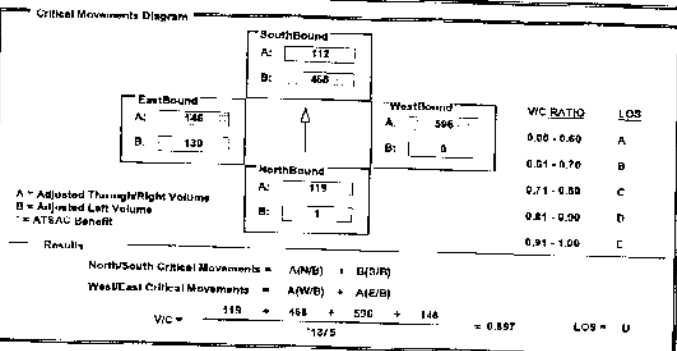 Critical Movements Diagram
SouthBound
A: 112
B: 468
EastBound
A: 146
B: 130
WestBound
A. 596
B: 0
NorthBound
A: 119
B: 1
V/C RATIO LOS
0.00 - 0.60 A
0.61 - 0.70 B
0.71 - 0.80 C
0.81 - 0.90 D
0.91 - 1.00 E
A = Adjusted Through/Right Volume
B = Adjusted Left Volume
* = ATSAC Benefit
Results
North/South Critical Movements = A(N/B) + B(S/B)
West/East Critical Movements = A(W/B) + A(E/B)
119 + 468 + 596 + 146
V/C = = 0.897 LOS = D
*1375